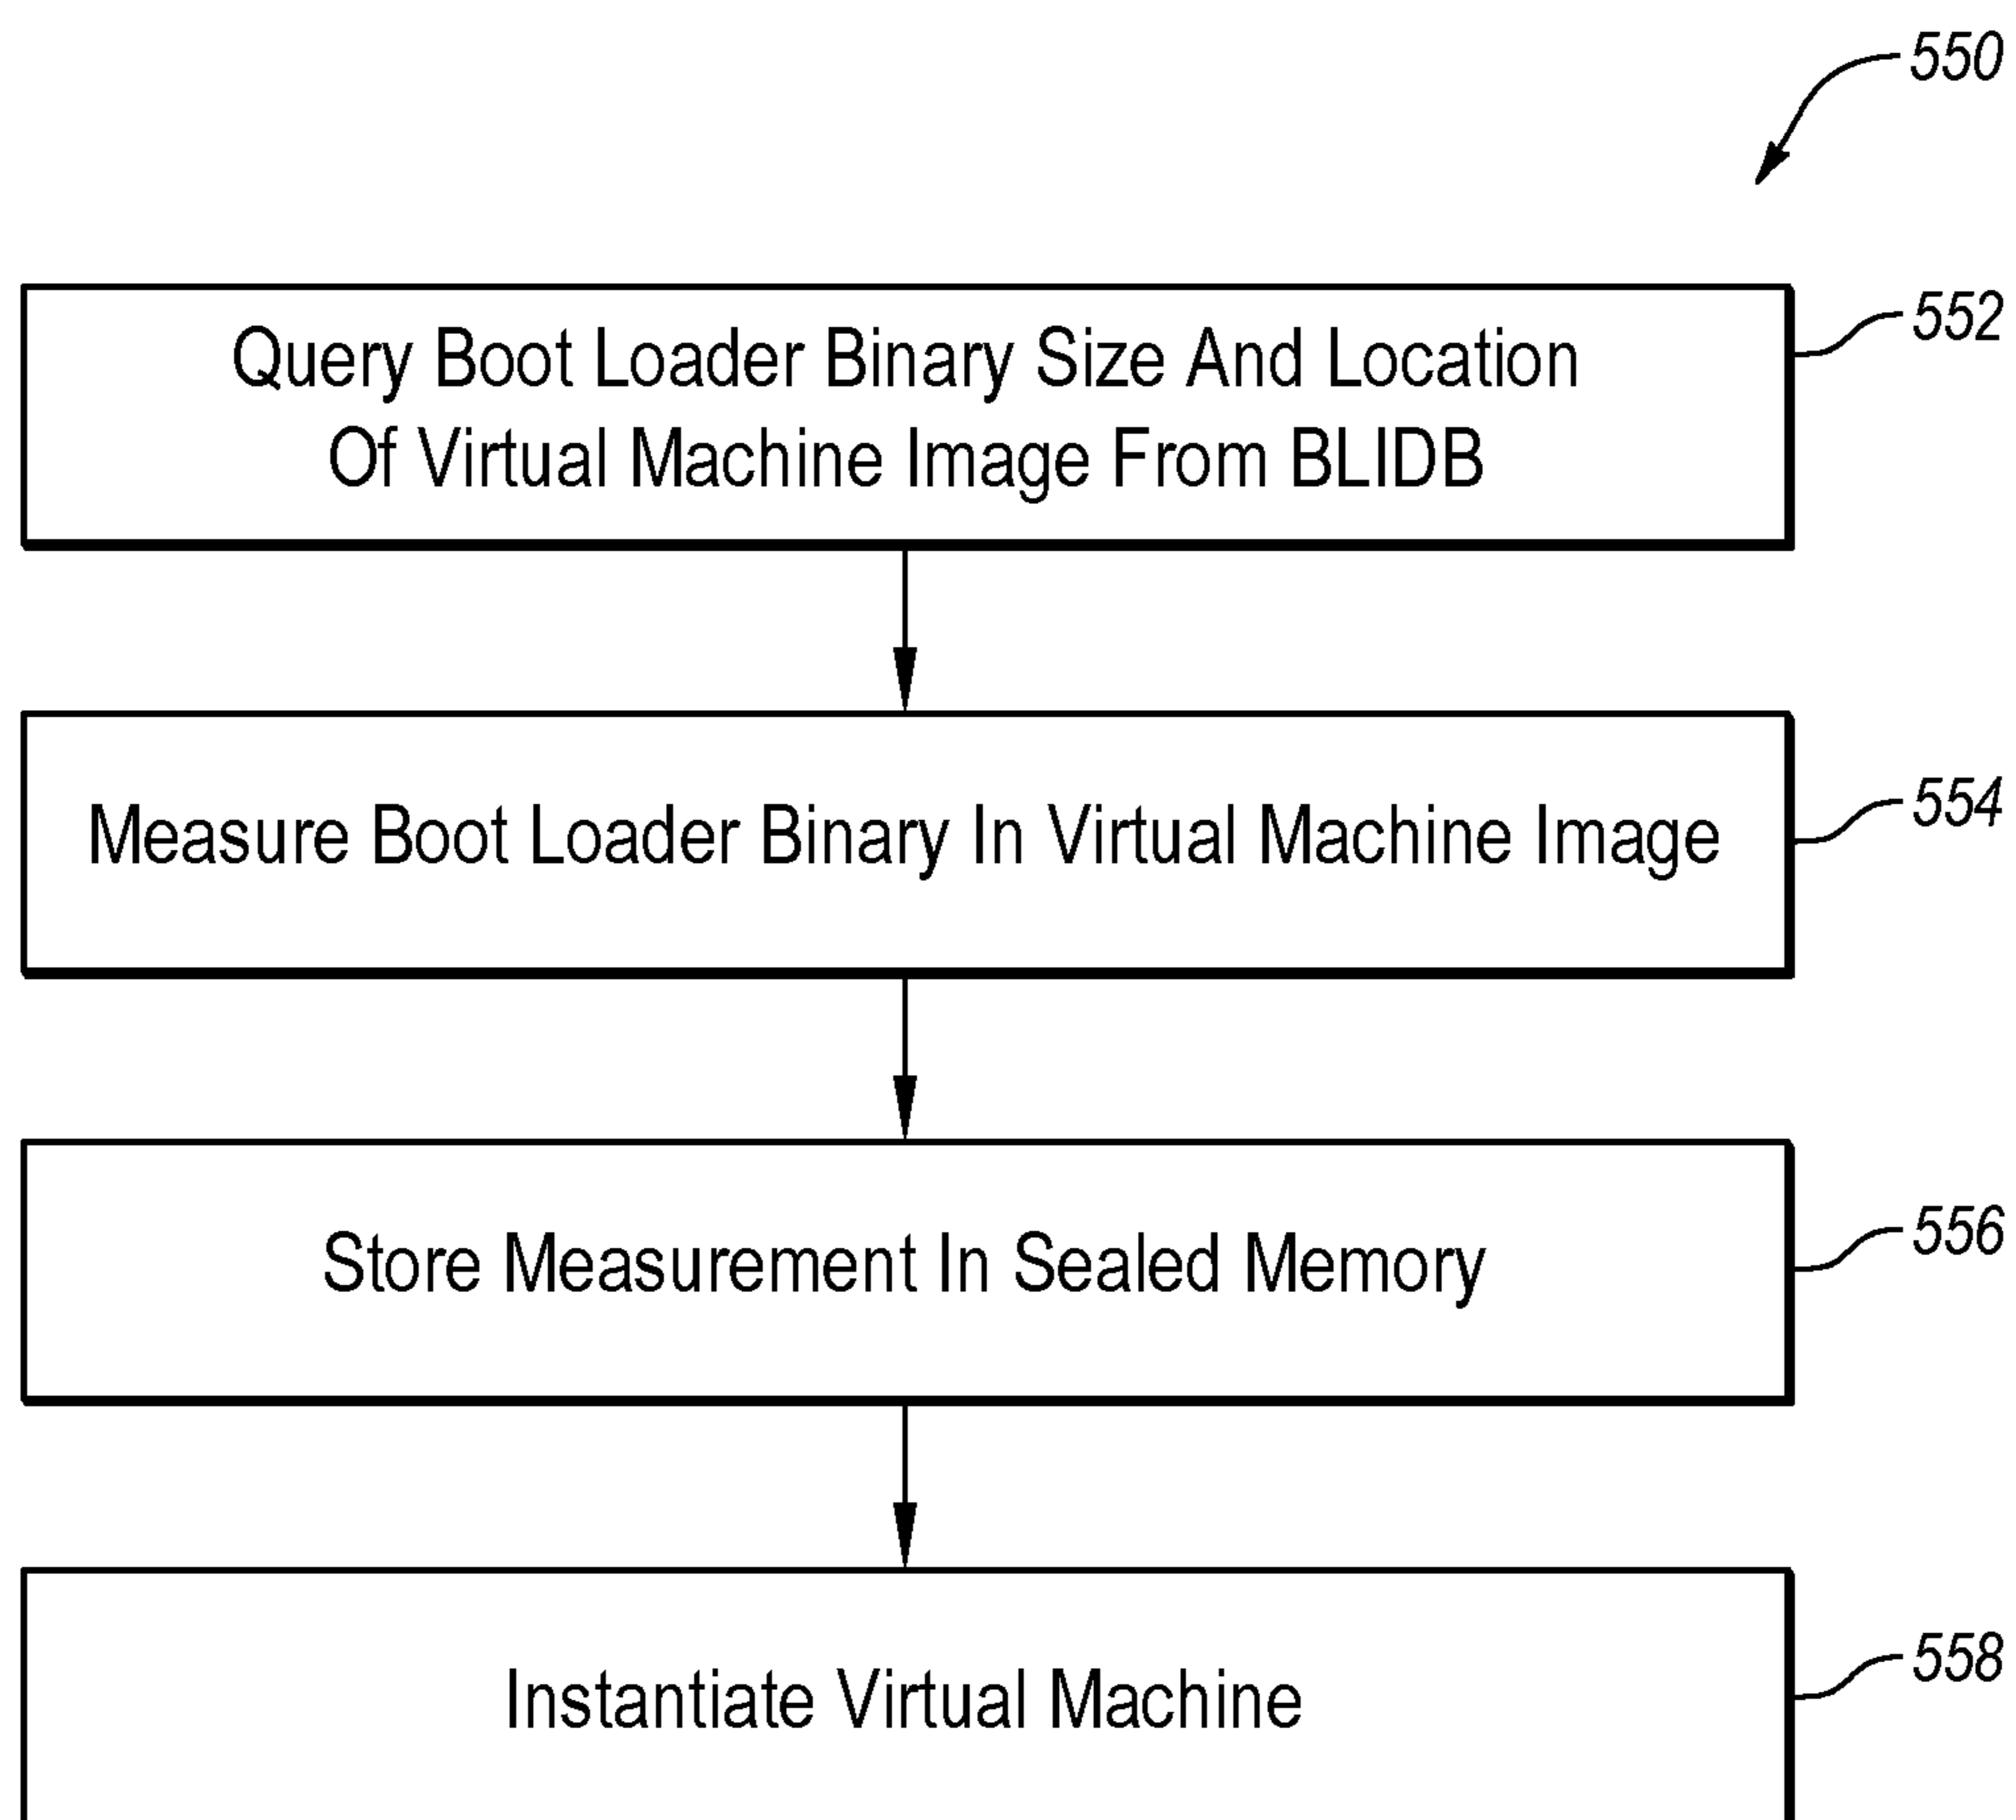 550
Query Boot Loader Binary Size And Location
Of Virtual Machine Image From BLIDB
552
Measure Boot Loader Binary In Virtual Machine Image
554
Store Measurement In Sealed Memory
556
Instantiate Virtual Machine
558